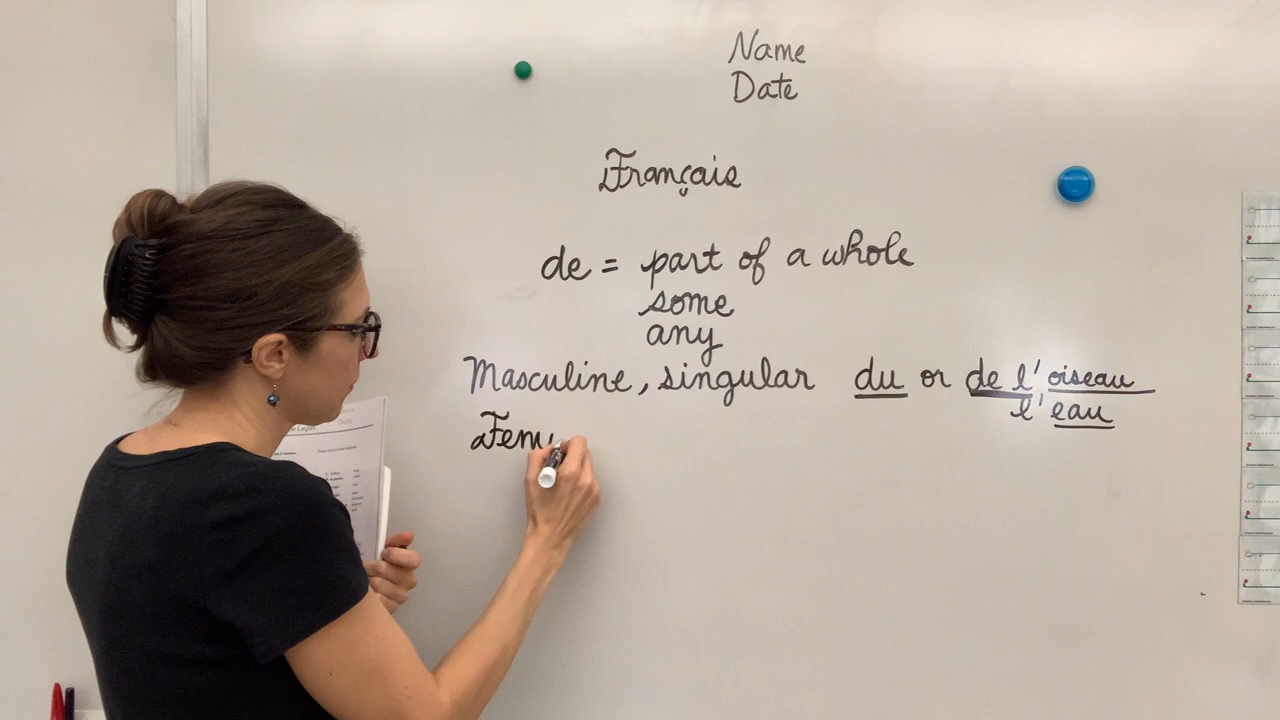 Name
Date
Français
de = part of a whole
some
any
Masculine, singular du or de l'oiseau
l'eau
Fem